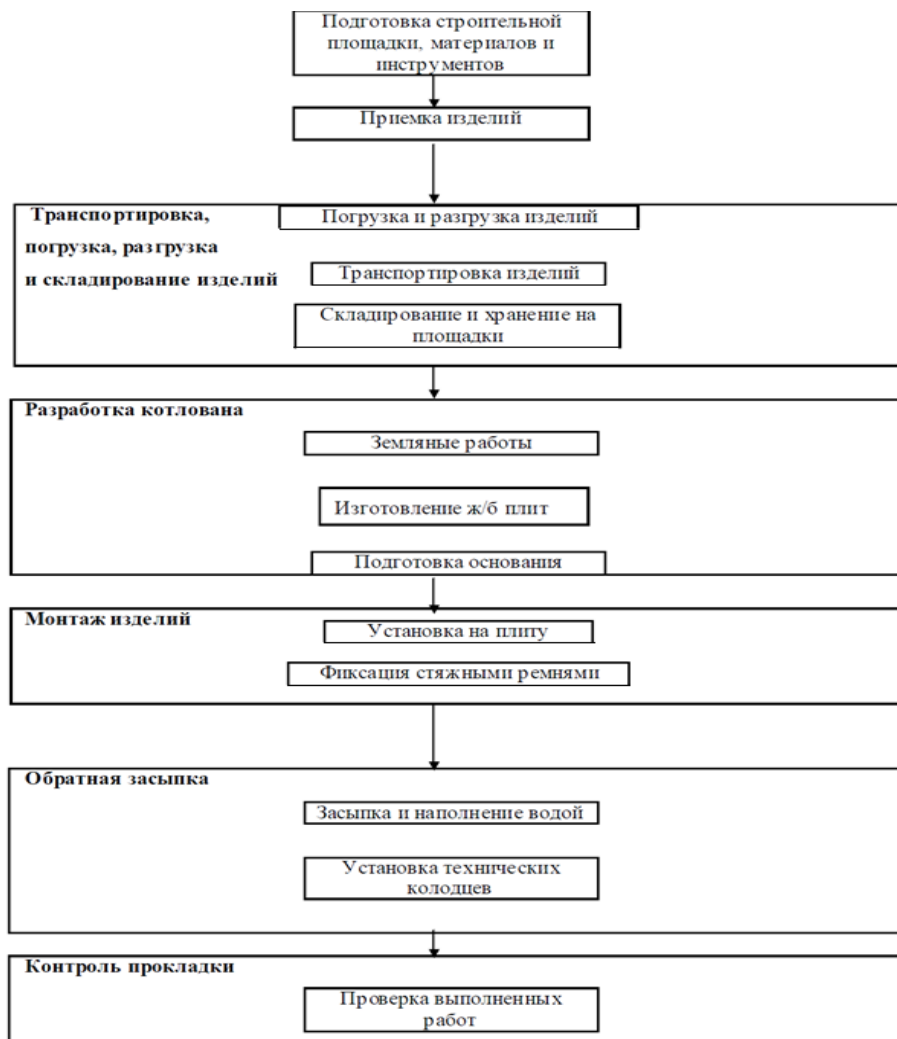 Подготовка строительной
площадки, материалов и
инструментов
Приемка изделий
Транспортировка,
погрузка, разгрузка
и складирование изделий
Погрузка и разгрузка изделий
Транспортировка изделий
Складирование и хранение на
площадки
Разработка котлована
Земляные работы
Изготовление ж/б плит
Подготовка основания
Монтаж изделий
Установка на плиту
Фиксация стяжными ремнями
Обратная засыпка
Засыпка и наполнение водой
Установка технических
колодцев
Контроль прокладки
Проверка выполненных
работ